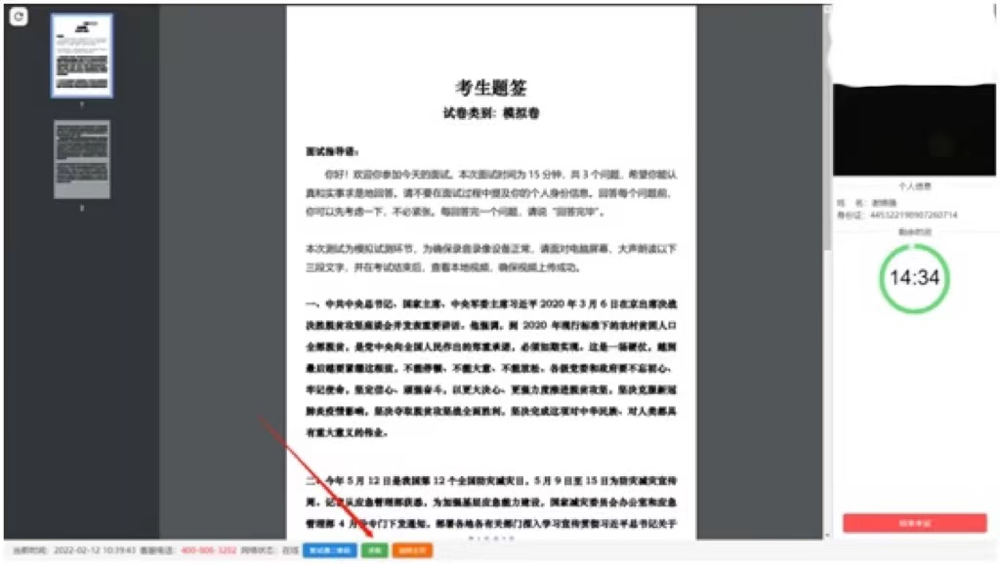 考生题签
试卷类别：模拟卷
面试指导语：
你好！欢迎你参加今天的面试。本次面试时间为 15 分钟，共 3 个问题，希望你能认
真和实事求是地回答。请不要在面试过程中提及你的个人身份信息。回答每个问题前，
你可以先考虑一下，不必紧张。每回答完一个问题，请说“回答完毕”。
本次测试为模拟试测环节，为确保录音录像设备正常，请面对电脑屏幕、大声朗读以下
三段文字，并在考试结束后，查看本地视频，确保视频上传成功。
一、中共中央总书记、国家主席、中央军委主席习近平 2020 年 3 月 6 日在京出席决战
决胜脱贫攻坚座谈会并发表重要讲话。他强调，到 2020 年现行标准下的农村贫困人口
全部脱贫，是党中央向全国人民作出的郑重承诺，必须如期实现。这是一场硬仗，越到
最后越要紧绷这根弦，不能停顿、不能大意、不能放松。各级党委和政府要不忘初心、
牢记使命，坚定信心、顽强奋斗，以更大决心、更强力度推进脱贫攻坚，坚决克服新冠
肺炎疫情影响，坚决夺取脱贫攻坚战全面胜利，坚决完成这项对中华民族、对人类都具
有重大意义的伟业。
二、今年 5 月 12 日是我国第 12 个全国防灾减灾日，5 月 9 日至 15 日为防灾减灾宣传
周。记者从应急管理部获悉，为加强基层应急能力建设，国家减灾委员会办公室和应急
管理部 4 月份专门下发通知，部署各地各有关部门深入学习宣传贯彻习近平总书记关于
个人信息
姓 名：
身份证：445322198907260714
剩余时间
14:34
结束考试
当前时间：2022-02-12 10:39:43 客服电话：400-808-3202 网络状态：在线